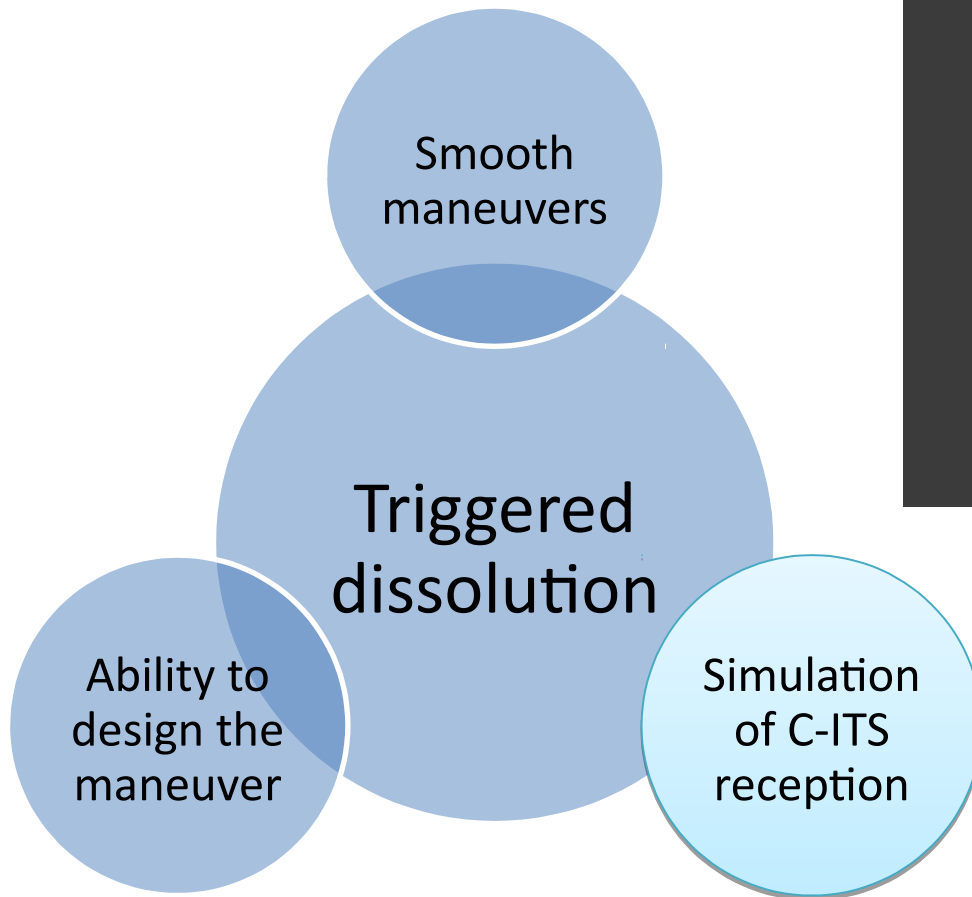 Smooth
maneuvers
Triggered
dissolution
Ability to
design the
maneuver
Simulation
of C-ITS
reception